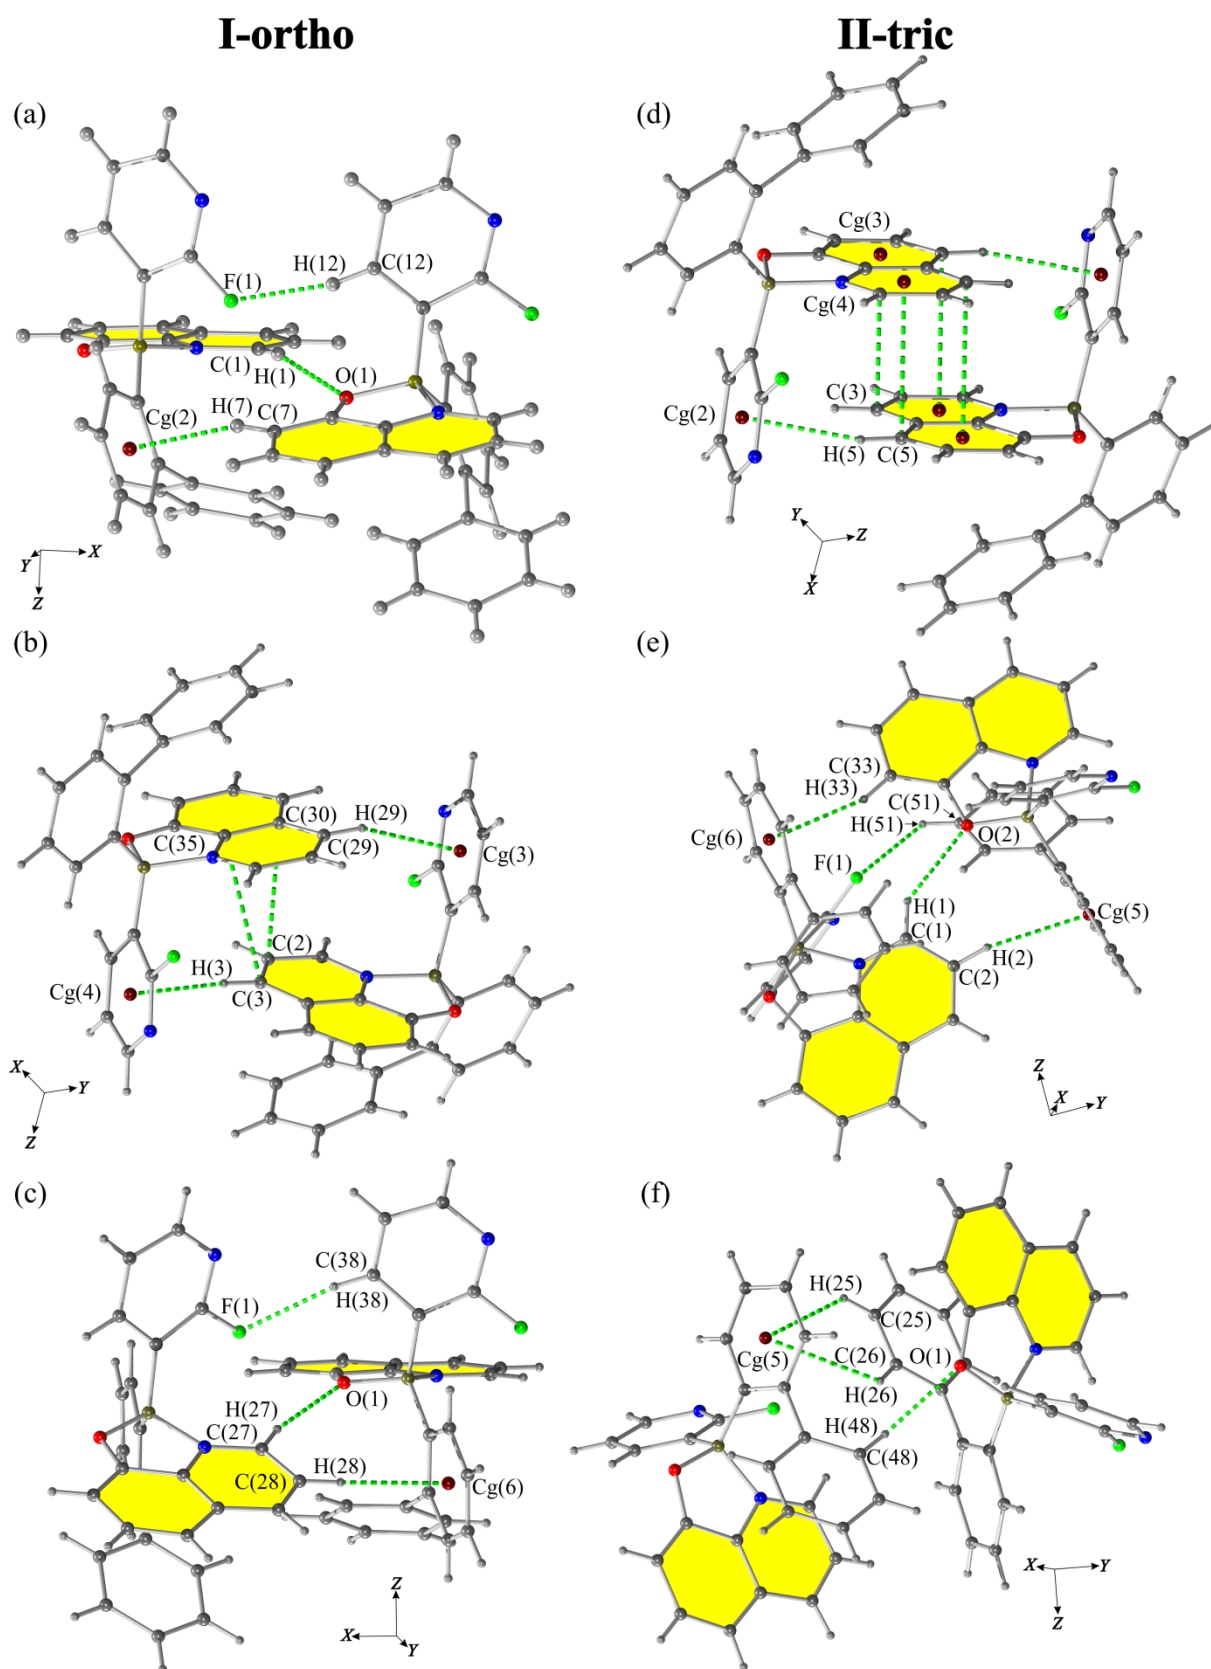 I-ortho
II-tric
(a)
F(1)
H(12)
C(12)
C(1)
H(1)
O(1)
H(7)
C(7)
Cg(2)
X
Y
Z
(d)
Cg(3)
Cg(4)
C(3)
Cg(2)
H(5)
C(5)
Y
Z
X
(b)
C(30)
H(29)
C(35)
C(29)
Cg(3)
C(2)
H(3)
C(3)
Cg(4)
X
Y
Z
(e)
C(33)
H(33)
C(51)
H(51)
O(2)
Cg(6)
F(1)
H(1)
C(1)
Cg(5)
H(2)
C(2)
Z
X
Y
(c)
C(38)
H(38)
F(1)
O(1)
H(27)
C(27)
H(28)
C(28)
Cg(6)
Z
X
Y
(f)
H(25)
C(25)
Cg(5)
C(26)
O(1)
H(26)
H(48)
C(48)
X
Y
Z